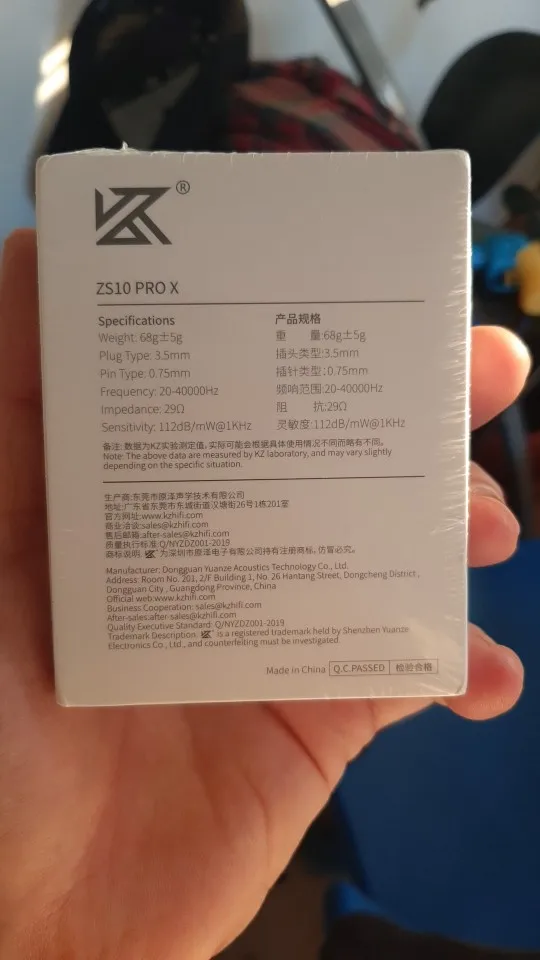 KZ®
ZS10 PRO X
Specifications
Weight: 68g±5g
Plug Type: 3.5mm
Pin Type: 0.75mm
Frequency: 20-40000Hz
Impedance: 29Ω
Sensitivity: 112dB/mW@1KHz
产品规格
重 量:68g±5g
插头类型:3.5mm
插针类型:0.75mm
频响范围:20-40000Hz
阻 抗:29Ω
灵敏度:112dB/mW@1KHz
备注: 数据为KZ实验测定值, 实际可能会根据具体使用情况不同而略有不同。
Note: The above data are measured by KZ laboratory, and may vary slightly
depending on the specific situation.
生产商:东莞市原泽声学技术有限公司
地址:广东省东莞市东城街道汉塘街26号1栋201室
官方网址:www.kzhifi.com
商业洽谈:sales@kzhifi.com
售后邮箱:after-sales@kzhifi.com
质量执行标准:Q/NYZDZ001-2019
商标说明: KZ®为深圳市原泽电子有限公司持有注册商标, 仿冒必究。
Manufacturer: Dongguan Yuanze Acoustics Technology Co., Ltd.
Address: Room No. 201, 2/F Building 1, No. 26 Hantang Street, Dongcheng District ,
Dongguan City , Guangdong Province, China
Official web:www.kzhifi.com
Business Cooperation: sales@kzhifi.com
After-sales:after-sales@kzhifi.com
Quality Executive Standard: Q/NYZDZ001-2019
Trademark Description: KZ® is a registered trademark held by Shenzhen Yuanze
Electronics Co , Ltd., and counterfeiting must be investigated.
Made in China Q.C.PASSED 检验合格